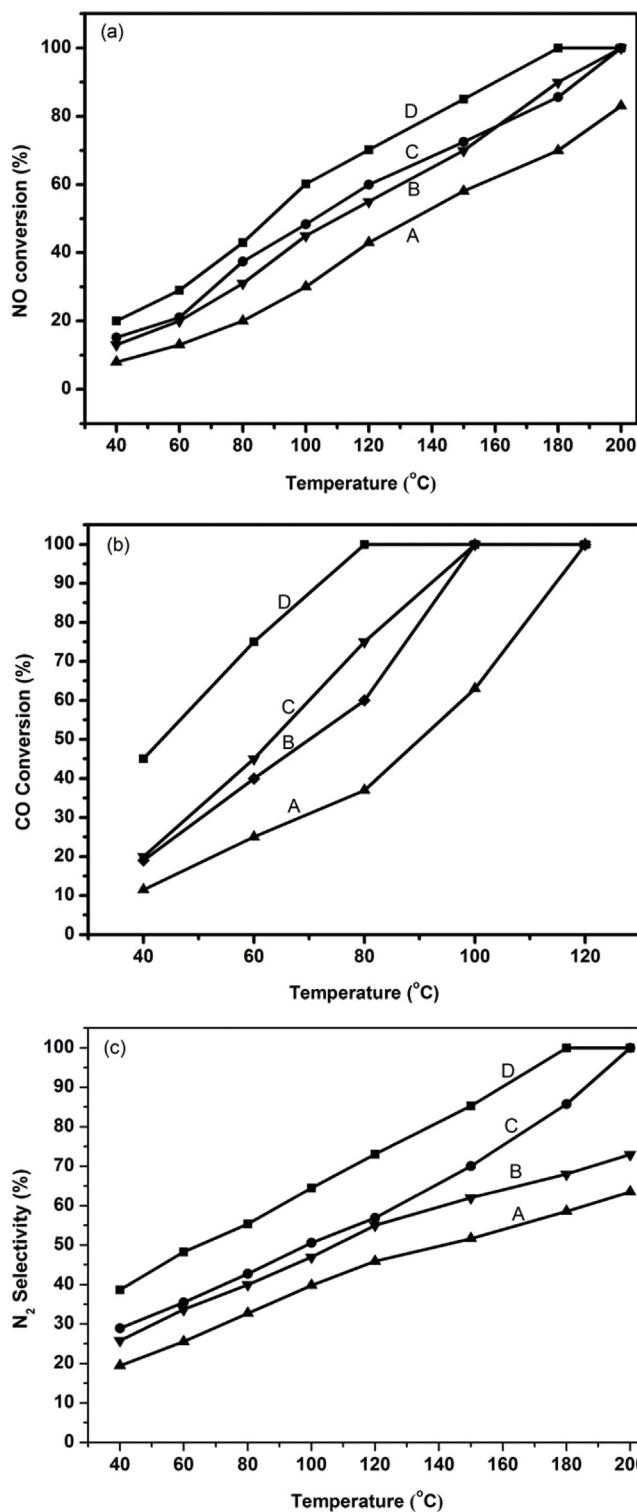 (a)
NO conversion (%)
100
80
60
40
20
0
D
C
B
A
40 60 80 100 120 140 160 180 200
Temperature (°C)
(b)
CO Conversion (%)
100
90
80
70
60
50
40
30
20
10
0
D
C
B
A
40 60 80 100 120
Temperature (°C)
(c)
N₂ Selectivity (%)
100
90
80
70
60
50
40
30
20
10
0
D
C
B
A
40 60 80 100 120 140 160 180 200
Temperature (°C)